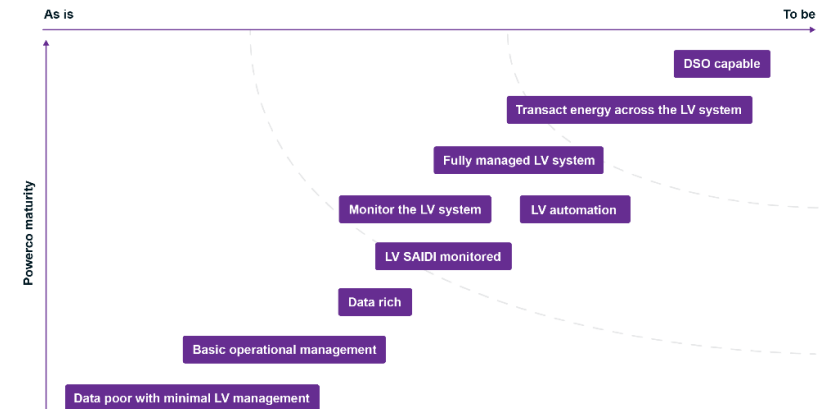 As is
To be
DSO capable
Transact energy across the LV system
Fully managed LV system
Monitor the LV system
LV automation
LV SAIDI monitored
Data rich
Basic operational management
Data poor with minimal LV management
Powerco maturity